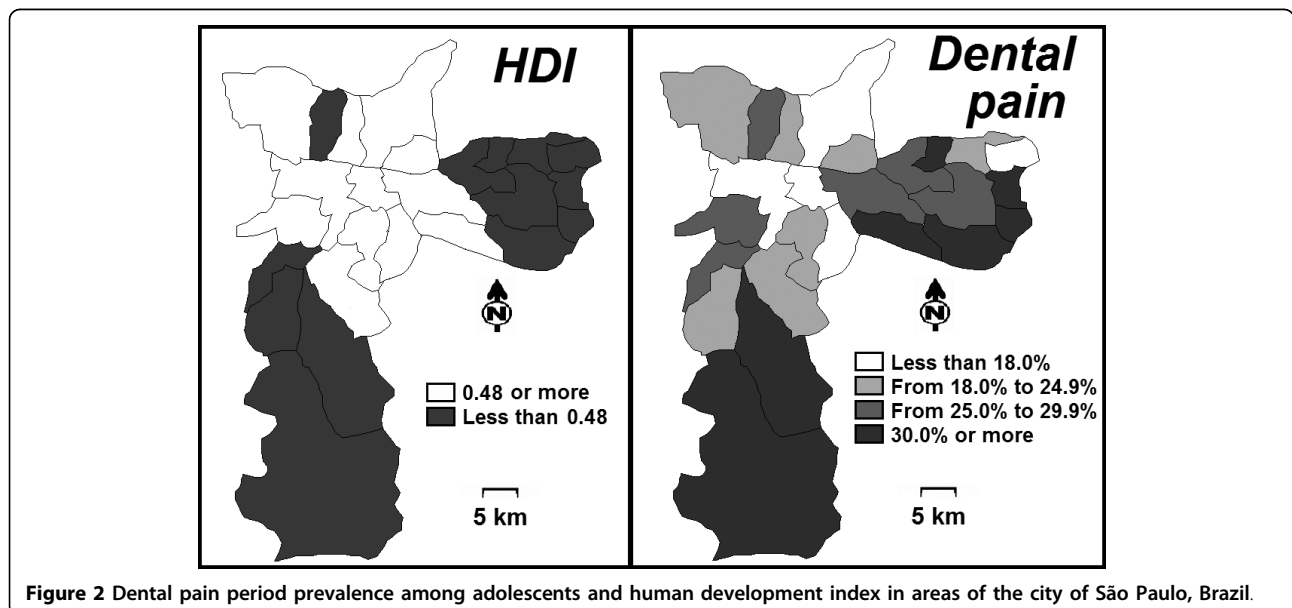 HDI
N
0.48 or more
Less than 0.48
5 km
Dental
pain
N
Less than 18.0%
From 18.0% to 24.9%
From 25.0% to 29.9%
30.0% or more
5 km
Figure 2 Dental pain period prevalence among adolescents and human development index in areas of the city of São Paulo, Brazil.